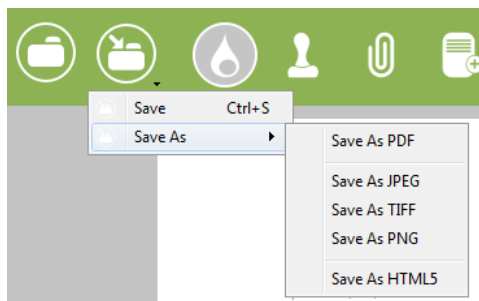 Save Ctrl+S
Save As
Save As PDF
Save As JPEG
Save As TIFF
Save As PNG
Save As HTML5